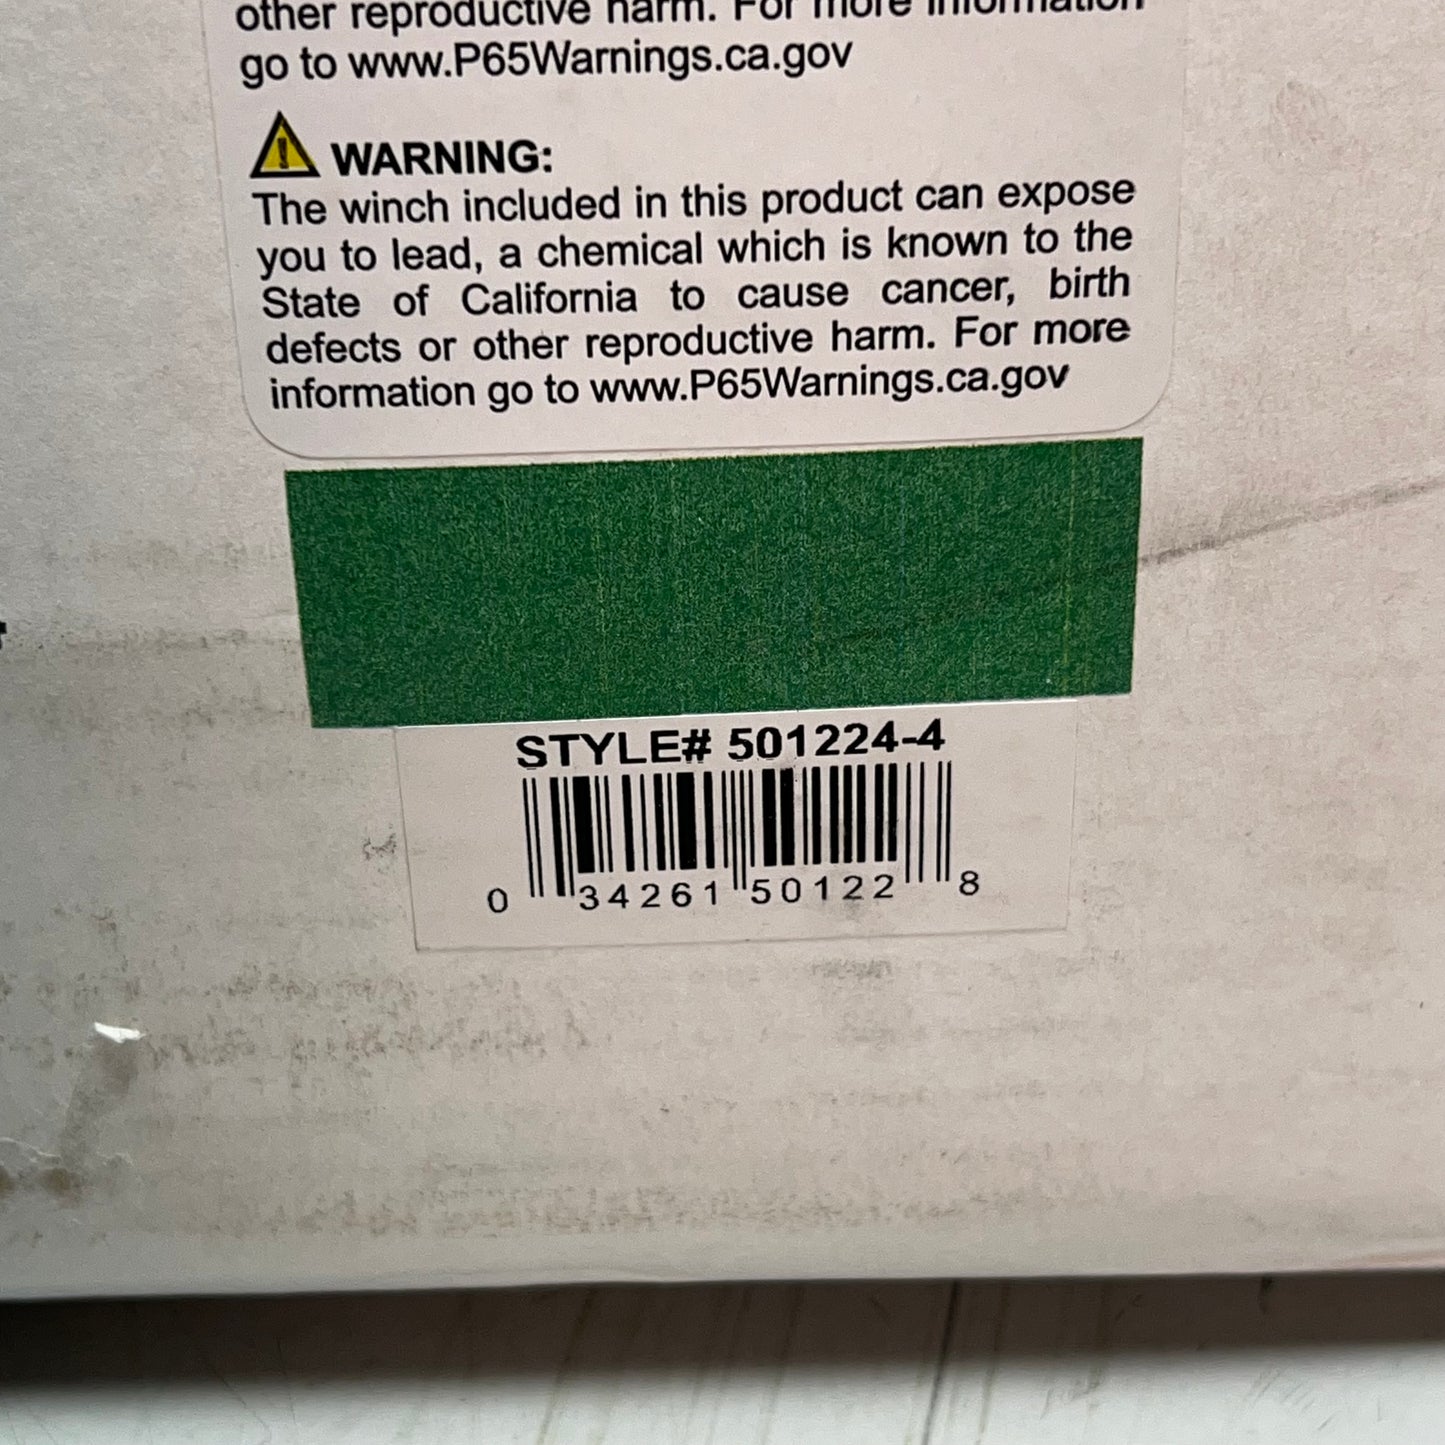 other reproductive harm. For more information
go to www.P65Warnings.ca.gov
WARNING:
The winch included in this product can expose
you to lead, a chemical which is known to the
State of California to cause cancer, birth
defects or other reproductive harm. For more
information go to www.P65Warnings.ca.gov
STYLE# 501224-4
0 34261 50122 8